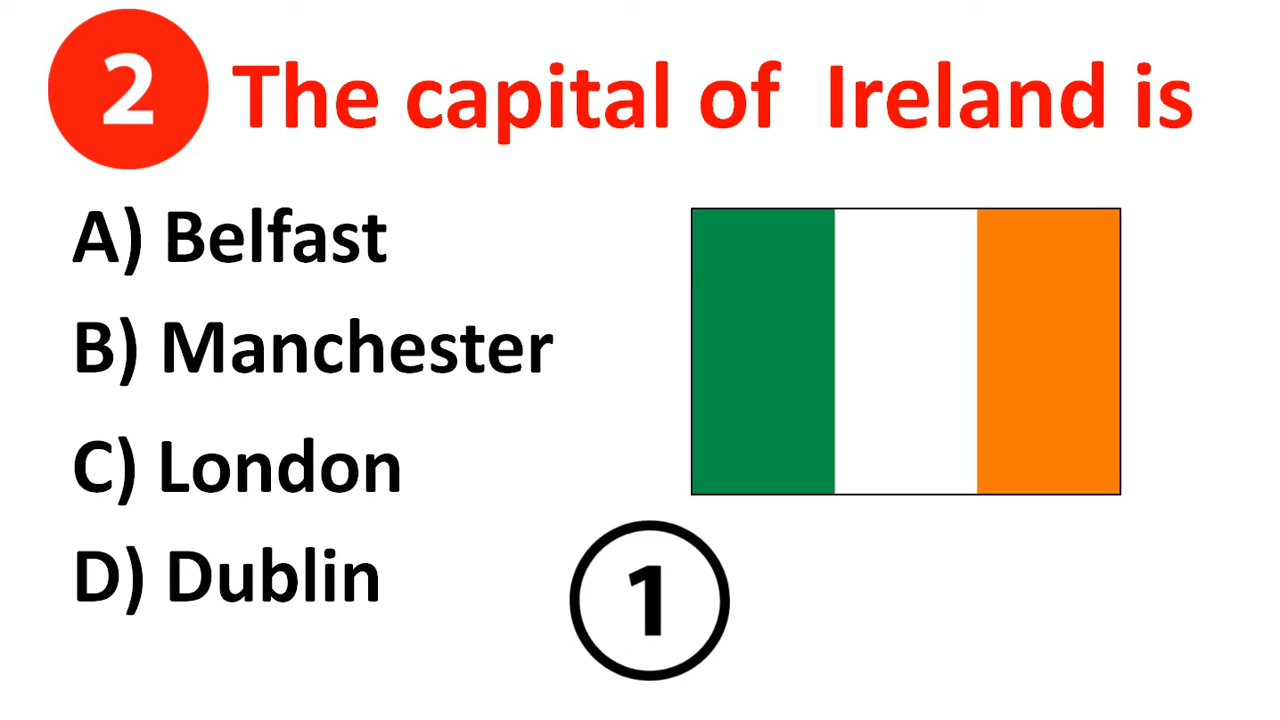 2 The capital of Ireland is
A) Belfast
B) Manchester
C) London
D) Dublin
1